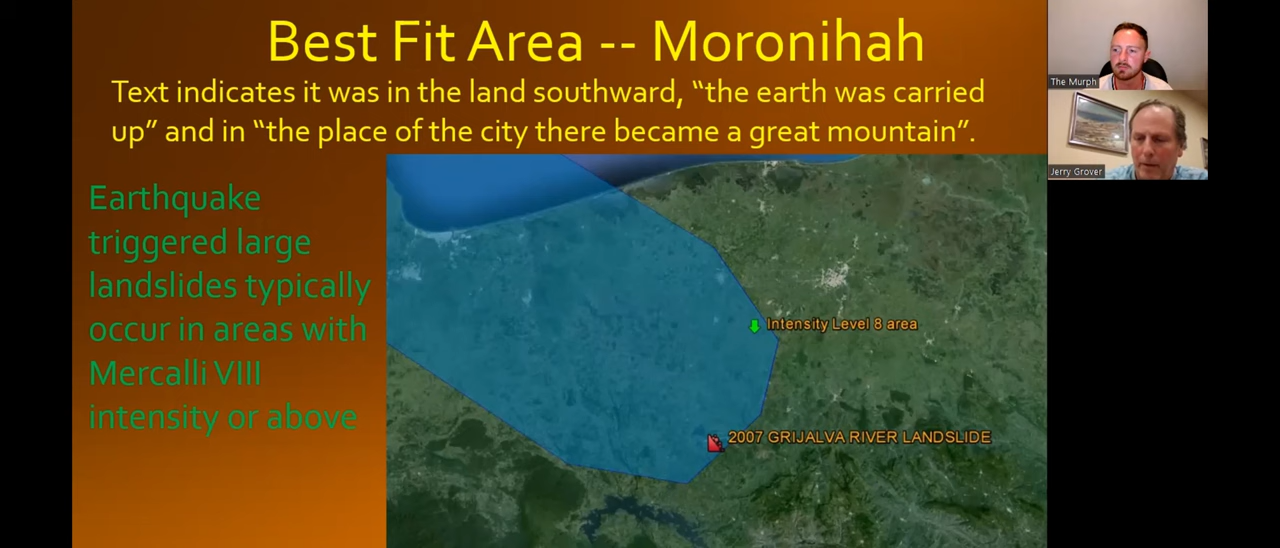 Best Fit Area -- Moronihah
Text indicates it was in the land southward, “the earth was carried
up” and in “the place of the city there became a great mountain”.
Earthquake
triggered large
landslides typically
occur in areas with
Mercalli VIII
intensity or above
Intensity Level 8 area
2007 GRIJALVA RIVER LANDSLIDE
The Murph
Jerry Grover